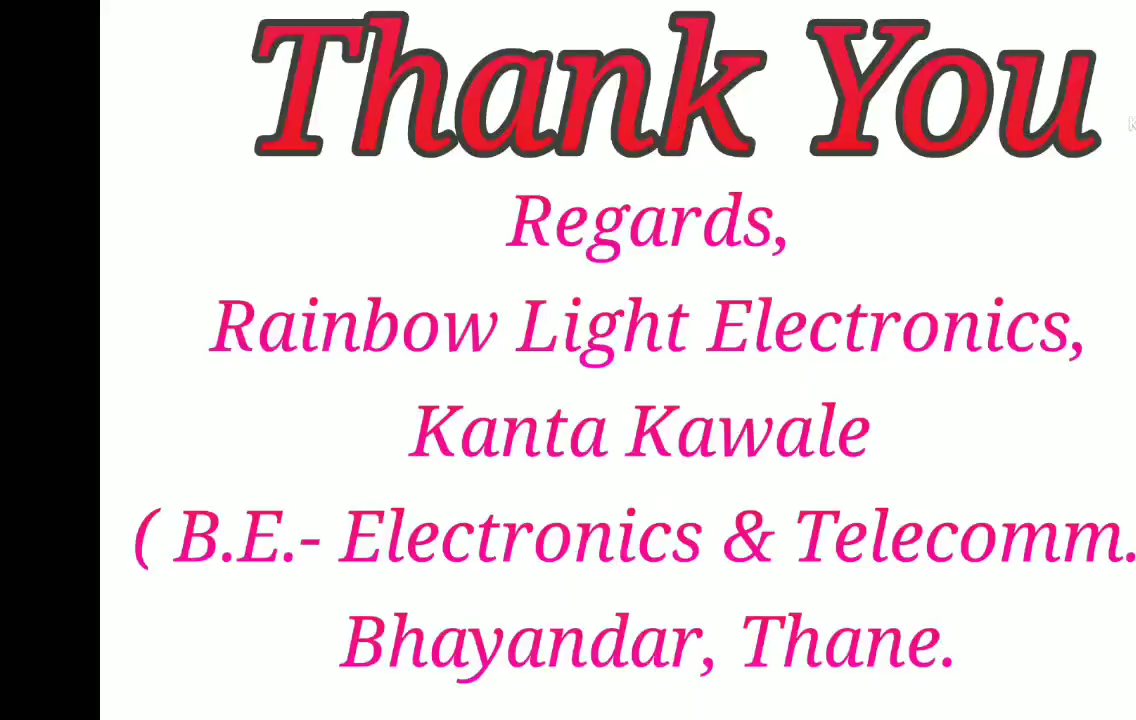 Thank You
Regards,
Rainbow Light Electronics,
Kanta Kawale
( B.E.- Electronics & Telecomm.
Bhayandar, Thane.